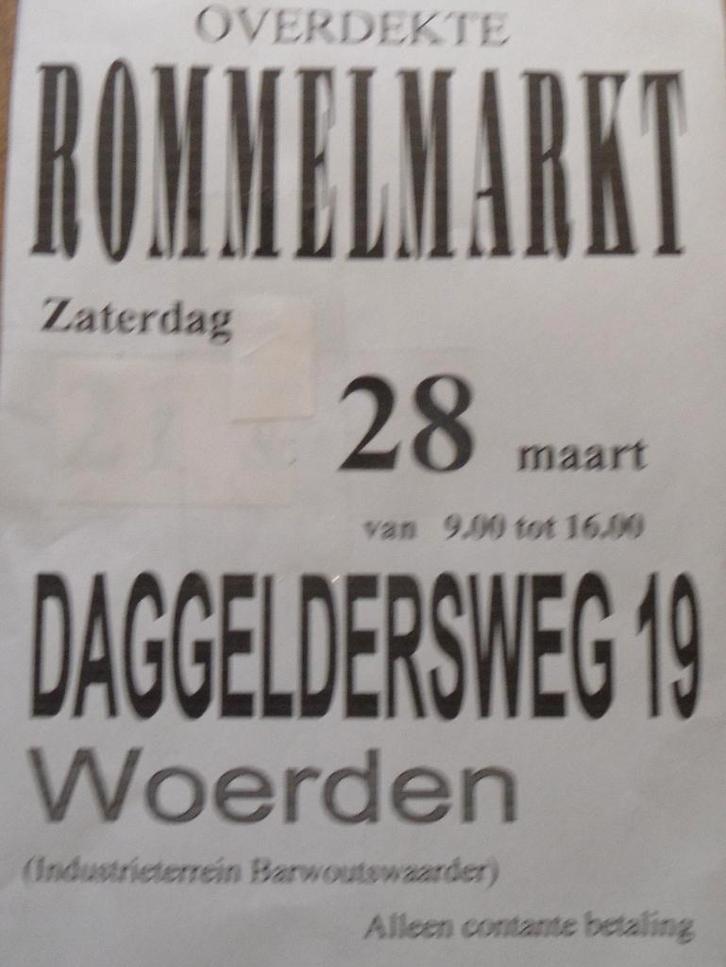 OVERDEKTE
ROMMELMARKT
Zaterdag
21 & 28 maart
van 9.00 tot 16.00
DAGGELDERSWEG 19
Woerden
(Industrieterrein Barwoutswaarder)
Alleen contante betaling